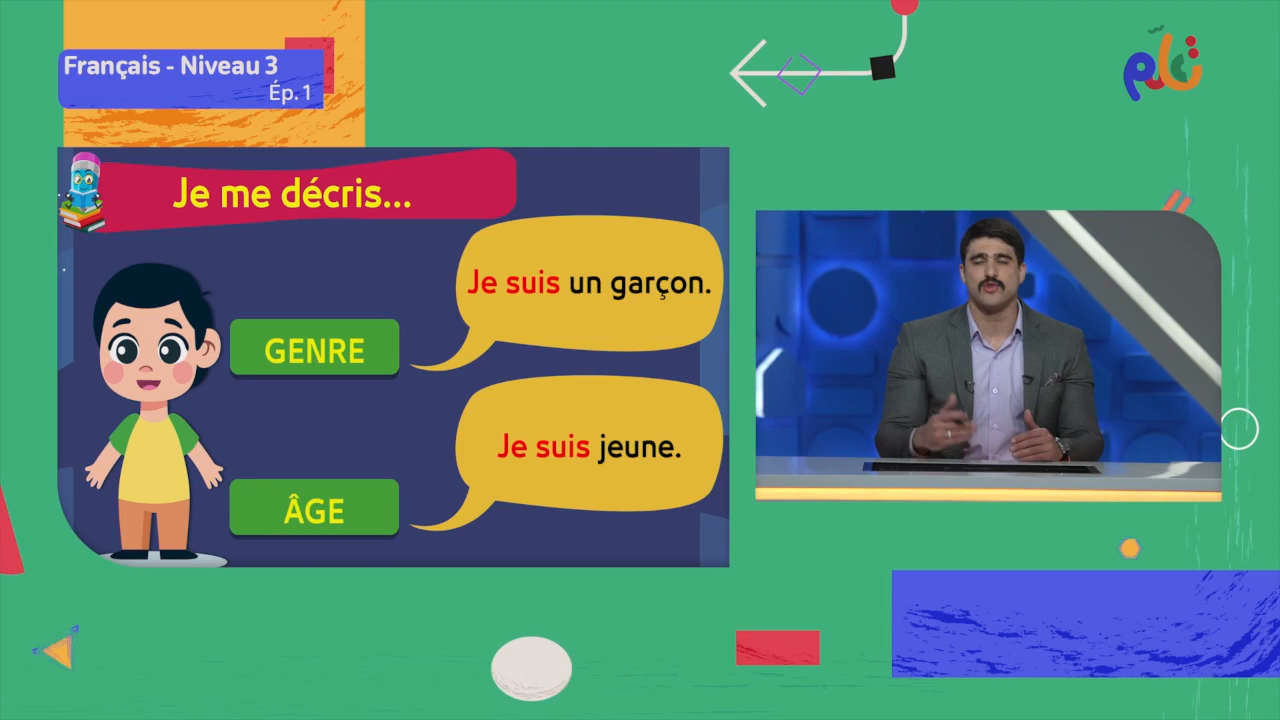 Français - Niveau 3
Ép. 1
Je me décris...
Je suis un garçon.
GENRE
Je suis jeune.
ÂGE